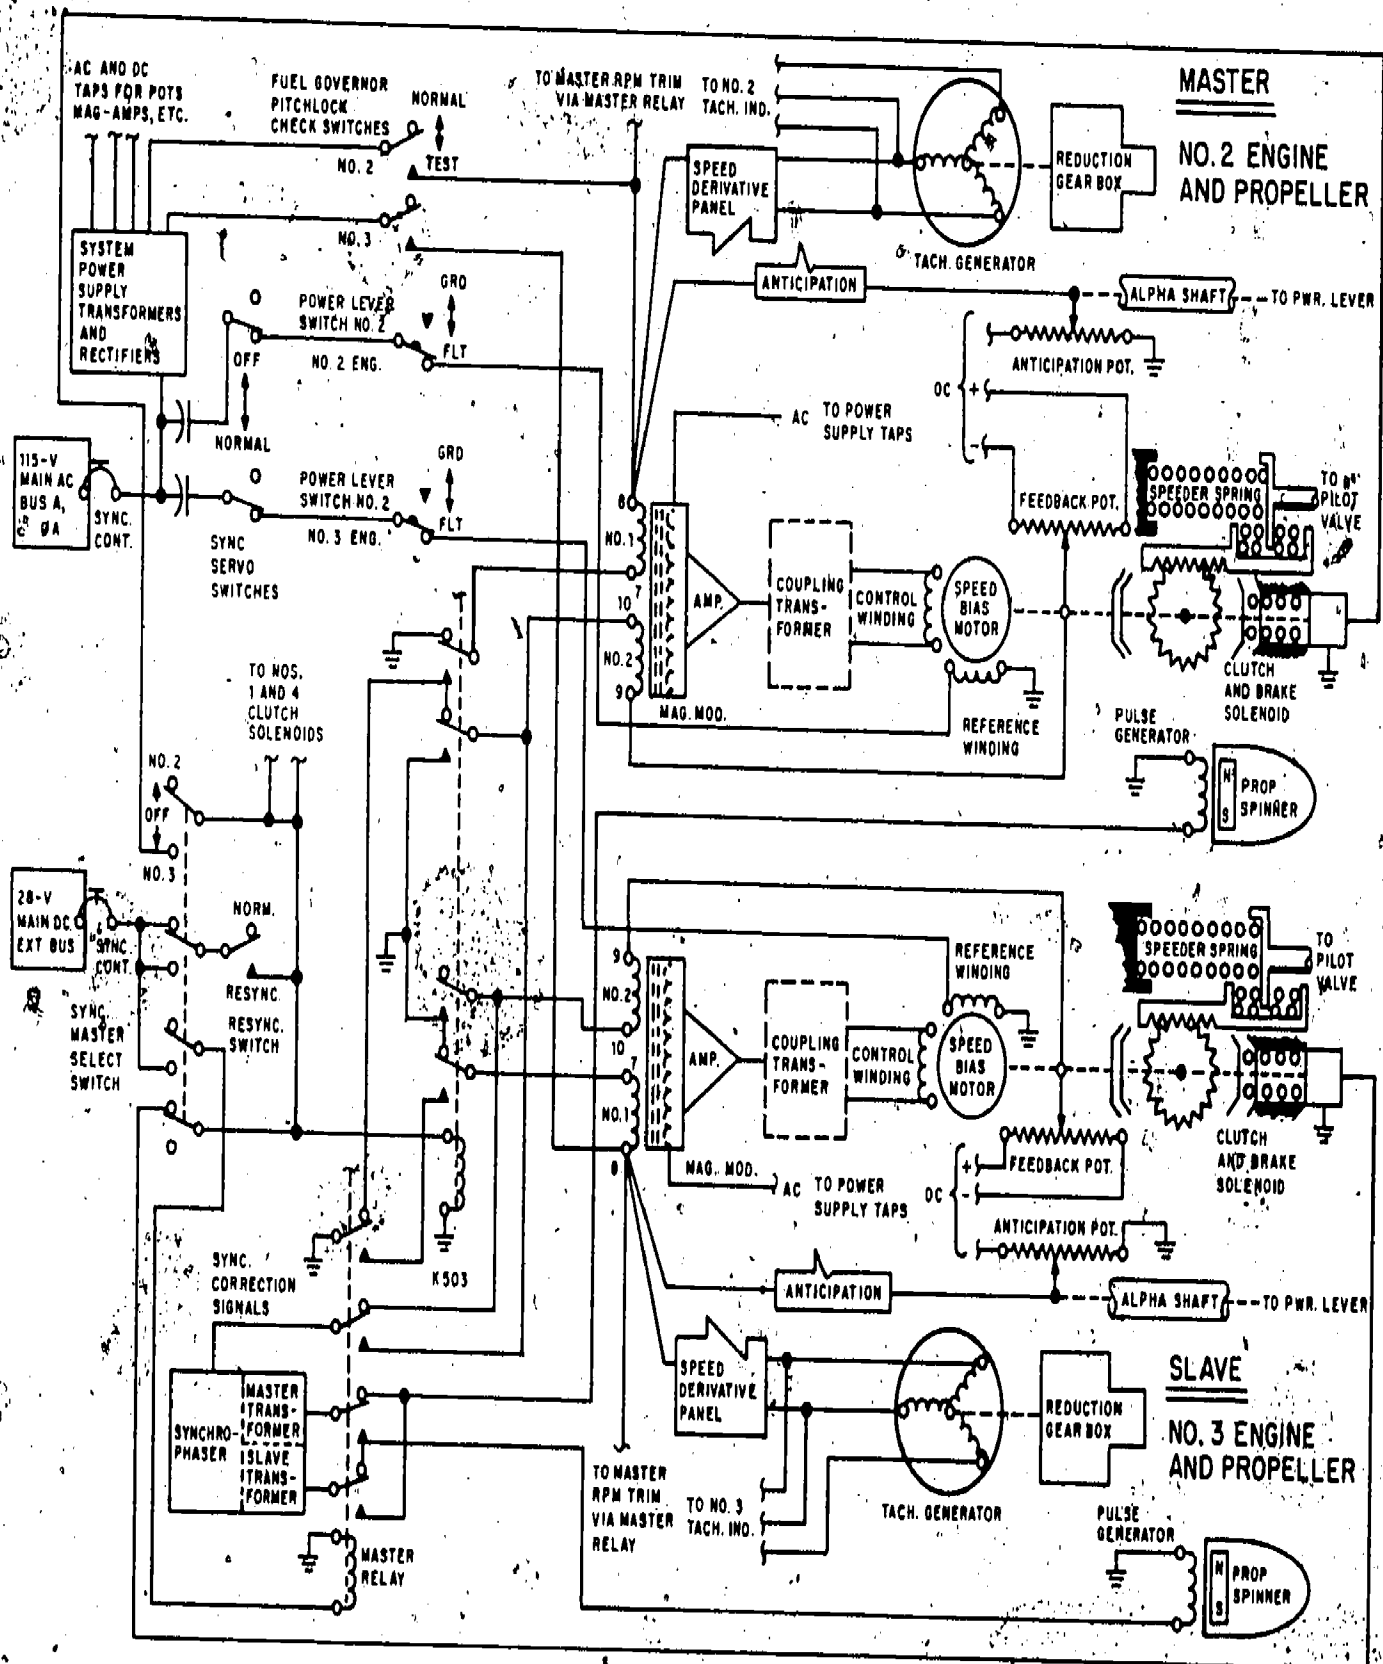 AC AND DC
TAPS FOR POTS
MAG-AMPS, ETC.
FUEL GOVERNOR
PITCHLOCK
CHECK SWITCHES
NORMAL
TEST
NO. 2
NO. 3
TO MASTER RPM TRIM
VIA MASTER RELAY
TO NO. 2
TACH. IND.
SPEED
DERIVATIVE
PANEL
TACH. GENERATOR
REDUCTION
GEAR BOX
MASTER
NO. 2 ENGINE
AND PROPELLER
SYSTEM
POWER
SUPPLY
TRANSFORMERS
AND
RECTIFIERS
OFF
NORMAL
POWER LEVER
SWITCH NO. 2
NO. 2 ENG.
GRD
FLT
ANTICIPATION
ALPHA SHAFT
TO PWR. LEVER
ANTICIPATION POT.
DC
+
-
115-V
MAIN AC
BUS A,
ØA
SYNC.
CONT.
SYNC
SERVO
SWITCHES
POWER LEVER
SWITCH NO. 2
NO. 3 ENG.
GRD
FLT
AC
TO POWER
SUPPLY TAPS
FEEDBACK POT.
SPEEDER SPRING
TO
PILOT
VALVE
NO. 1
7
10
NO. 2
9
MAG. MOD.
AMP.
COUPLING
TRANS-
FORMER
CONTROL
WINDING
SPEED
BIAS
MOTOR
REFERENCE
WINDING
CLUTCH
AND BRAKE
SOLENOID
PULSE
GENERATOR
N
S
PROP
SPINNER
TO NOS.
1 AND 4
CLUTCH
SOLENOIDS
NO. 2
OFF
NO. 3
28-V
MAIN DC
EXT BUS
SYNC.
CONT.
NORM.
RESYNC.
RESYNC.
SWITCH
SYNC.
MASTER
SELECT
SWITCH
9
NO. 2
10
7
NO. 1
8
MAG. MOD.
AMP.
COUPLING
TRANS-
FORMER
CONTROL
WINDING
REFERENCE
WINDING
SPEED
BIAS
MOTOR
SPEEDER SPRING
TO
PILOT
VALVE
CLUTCH
AND BRAKE
SOLENOID
AC
TO POWER
SUPPLY TAPS
DC
+
-
FEEDBACK POT.
ANTICIPATION POT.
ANTICIPATION
ALPHA SHAFT
TO PWR. LEVER
K503
SYNC.
CORRECTION
SIGNALS
SYNCHRO-
PHASER
MASTER
TRANS-
FORMER
SLAVE
TRANS-
FORMER
MASTER
RELAY
TO MASTER
RPM TRIM
VIA MASTER
RELAY
SPEED
DERIVATIVE
PANEL
TO NO. 3
TACH. IND.
TACH. GENERATOR
REDUCTION
GEAR BOX
SLAVE
NO. 3 ENGINE
AND PROPELLER
PULSE
GENERATOR
N
S
PROP
SPINNER